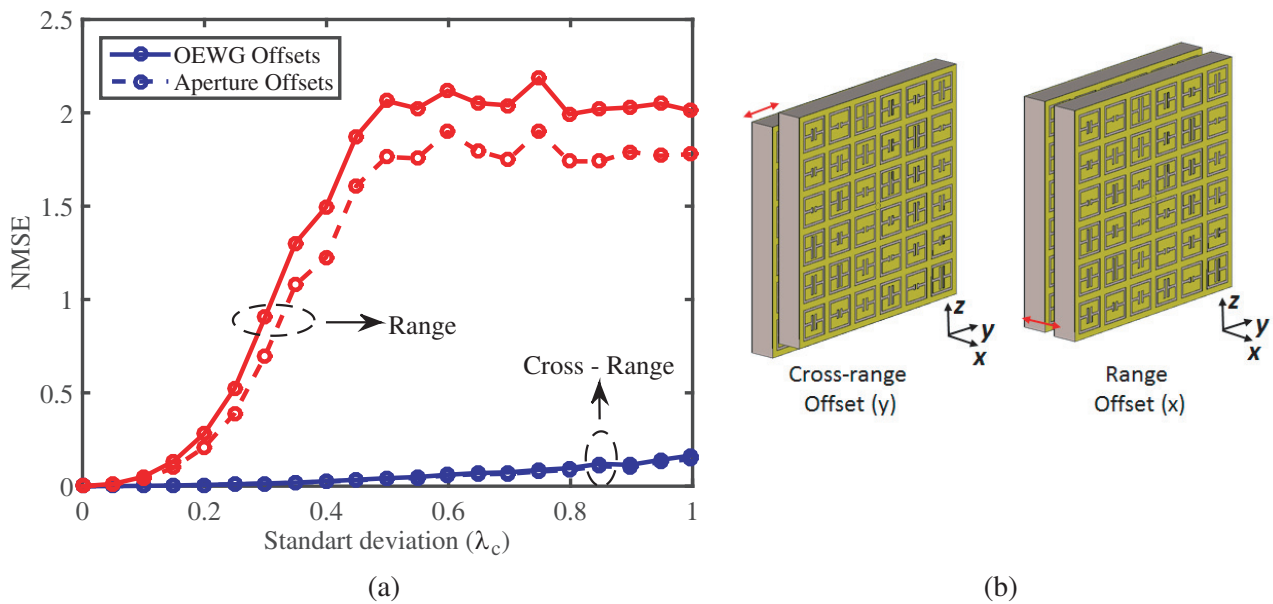 2.5
2
1.5
1
0.5
0
NMSE
OEWG Offsets
Aperture Offsets
Range
Cross - Range
0 0.2 0.4 0.6 0.8 1
Standart deviation (λc)
(a)
z
y
x
Cross-range
Offset (y)
z
y
x
Range
Offset (x)
(b)